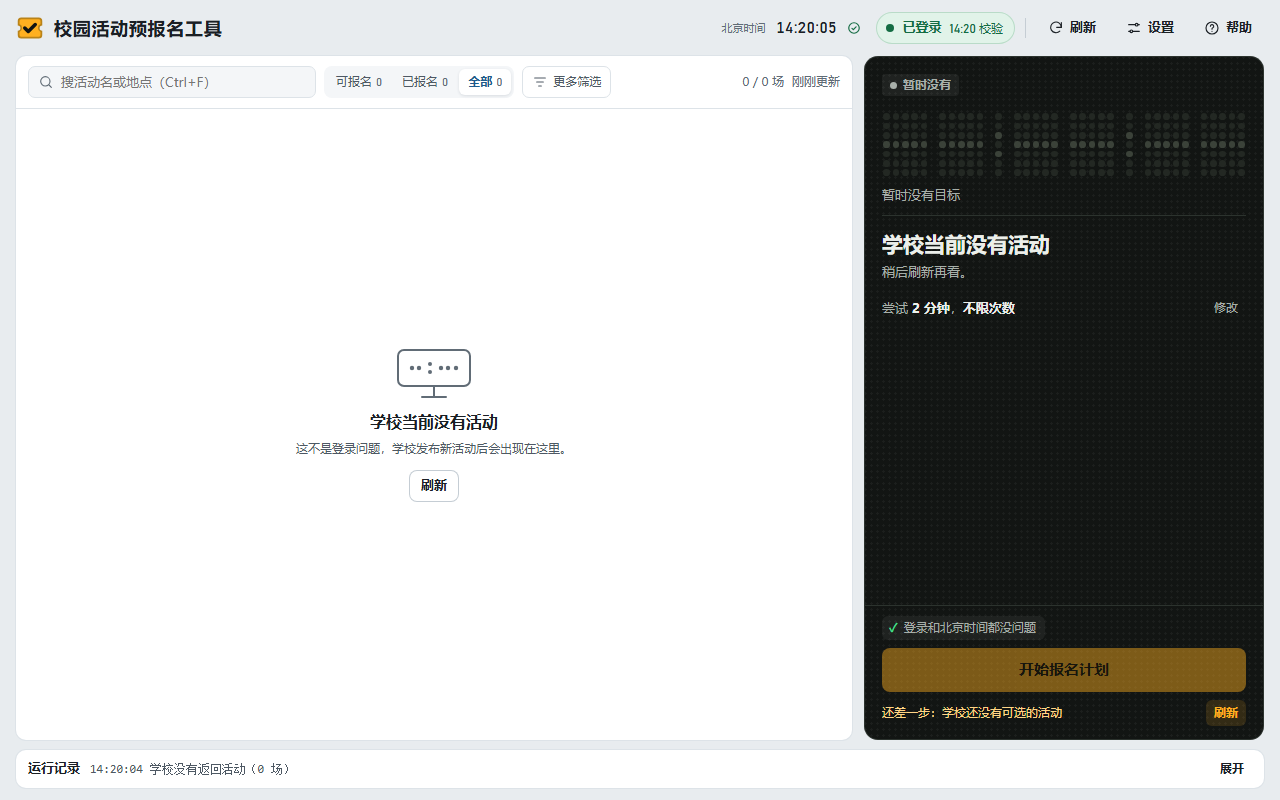 校园活动预报名工具
北京时间 14:20:05 已登录 14:20 校验 刷新 设置 帮助
搜活动名或地点（Ctrl+F） 可报名 0 已报名 0 全部 0 更多筛选 0 / 0 场 刚刚更新
学校当前没有活动
这不是登录问题，学校发布新活动后会出现在这里。
刷新
暂时没有
--:--:--
暂时没有目标
学校当前没有活动
稍后刷新再看。
尝试 2 分钟，不限次数 修改
✓ 登录和北京时间都没问题
开始报名计划
还差一步：学校还没有可选的活动 刷新
运行记录 14:20:04 学校没有返回活动（0 场） 展开